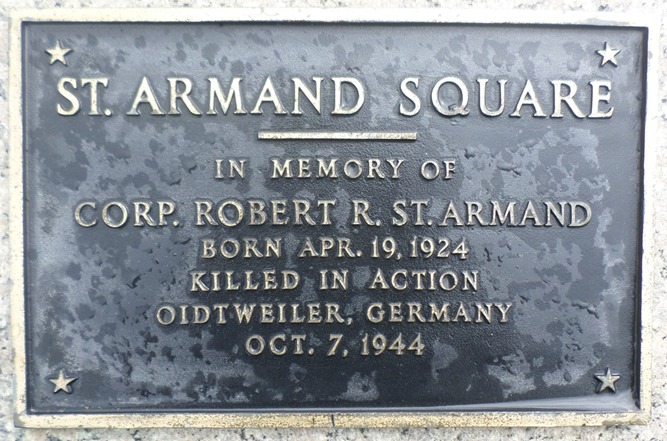 ST. ARMAND SQUARE
IN MEMORY OF
CORP. ROBERT R. ST. ARMAND
BORN APR. 19, 1924
KILLED IN ACTION
OIDTWEILER, GERMANY
OCT. 7, 1944